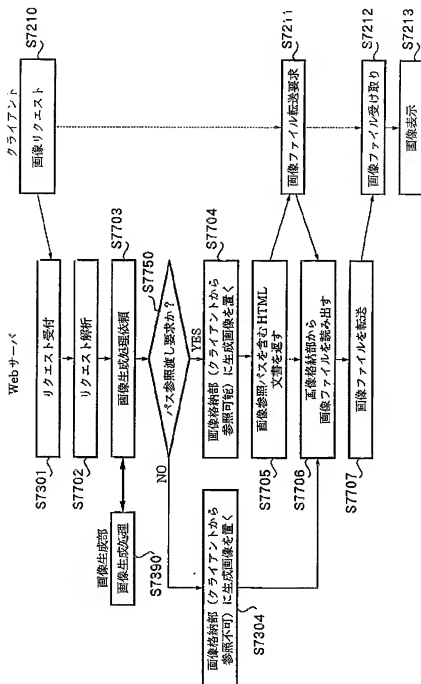 クライアント
画像リクエスト
S7210
Webサーバ
リクエスト受付
S7301
リクエスト解析
S7702
画像生成処理依頼
S7703
画像生成部
画像生成処理
S7390
パス参照渡し要求か?
S7750
NO
YES
画像格納部(クライアントから
参照可能)に生成画像を置く
S7704
画像格納部(クライアントから
参照不可)に生成画像を置く
S7304
画像参照パスを含むHTML
文書を返す
S7705
画像ファイル転送要求
S7211
画像格納部から
画像ファイルを読み出す
S7706
画像ファイルを転送
S7707
画像ファイル受け取り
S7212
画像表示
S7213